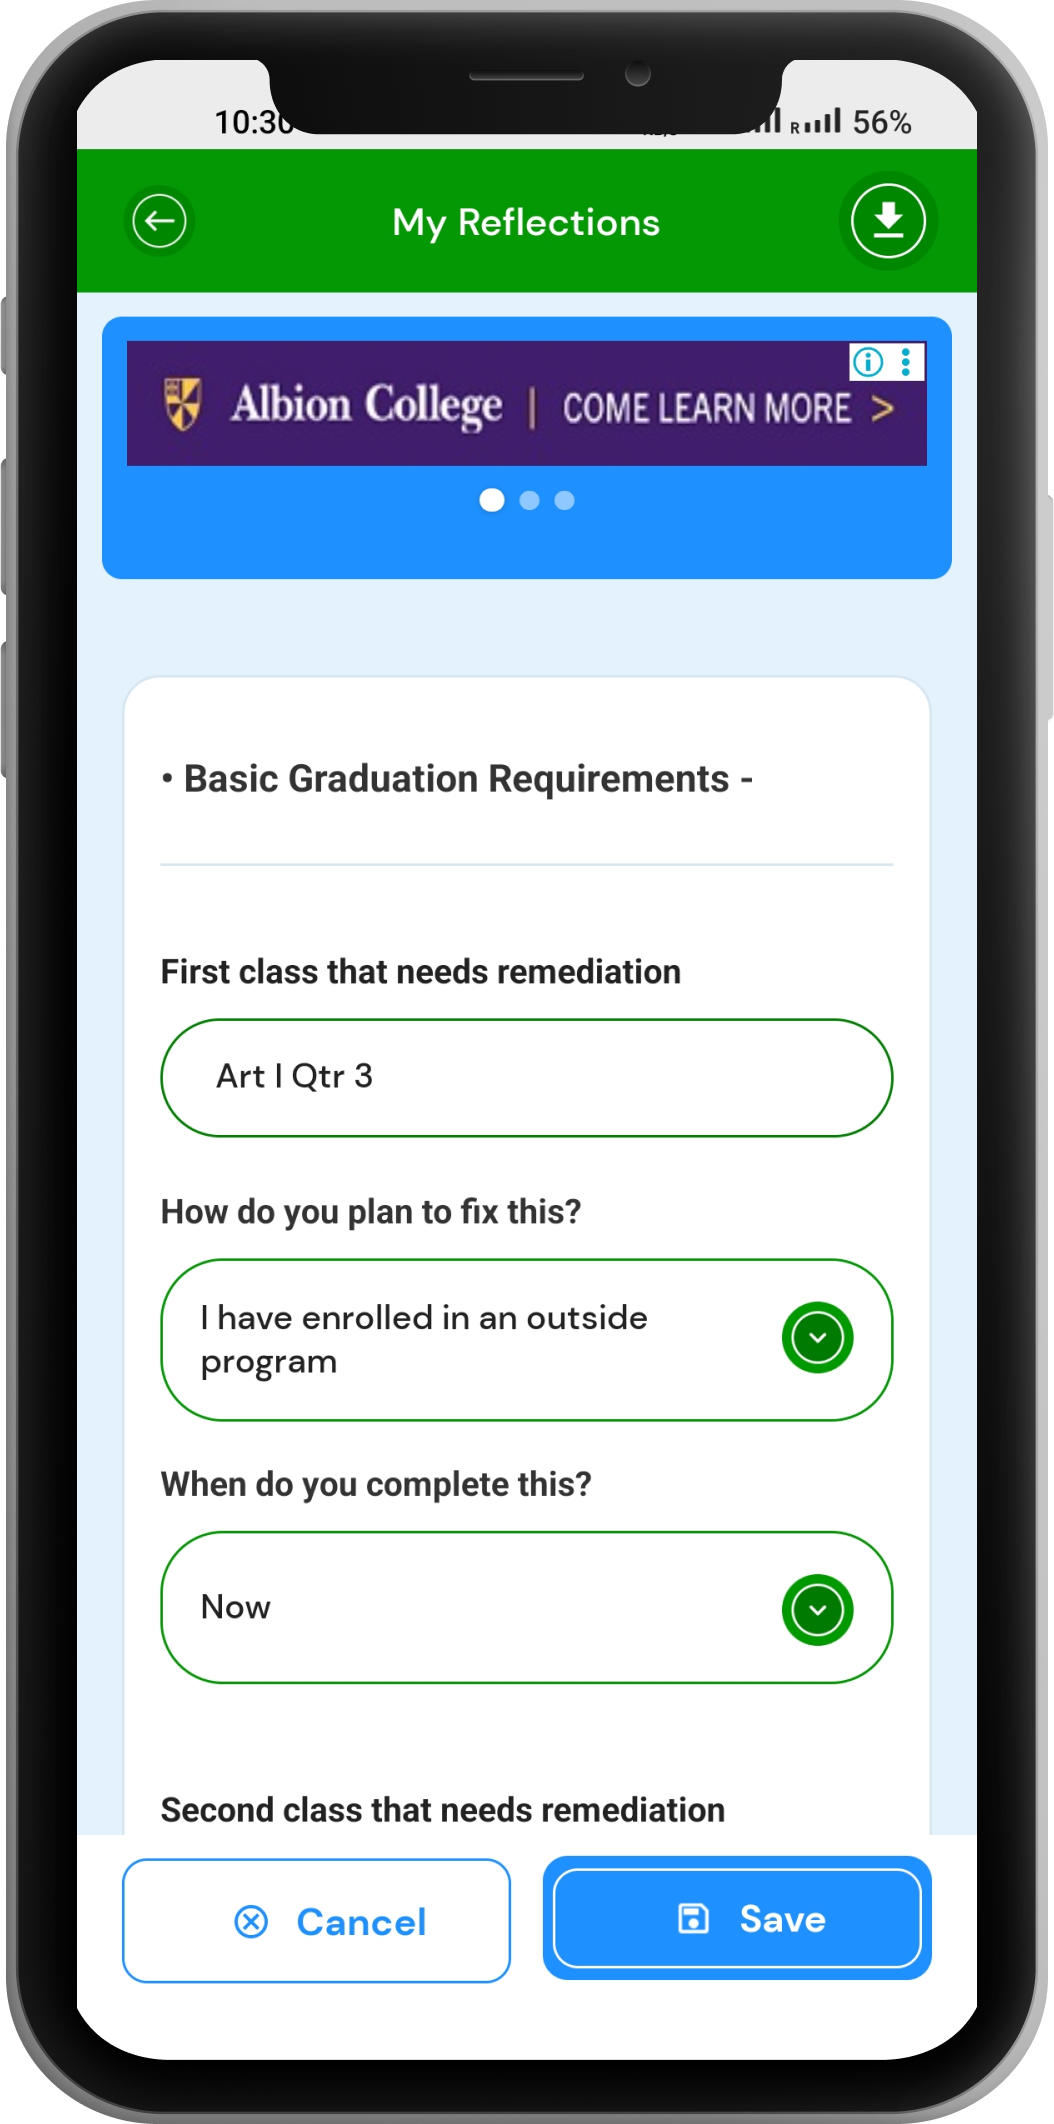 56%
My Reflections
Albion College | COME LEARN MORE >
• Basic Graduation Requirements -
First class that needs remediation
Art I Qtr 3
How do you plan to fix this?
I have enrolled in an outside
program
When do you complete this?
Now
Second class that needs remediation
Cancel
Save